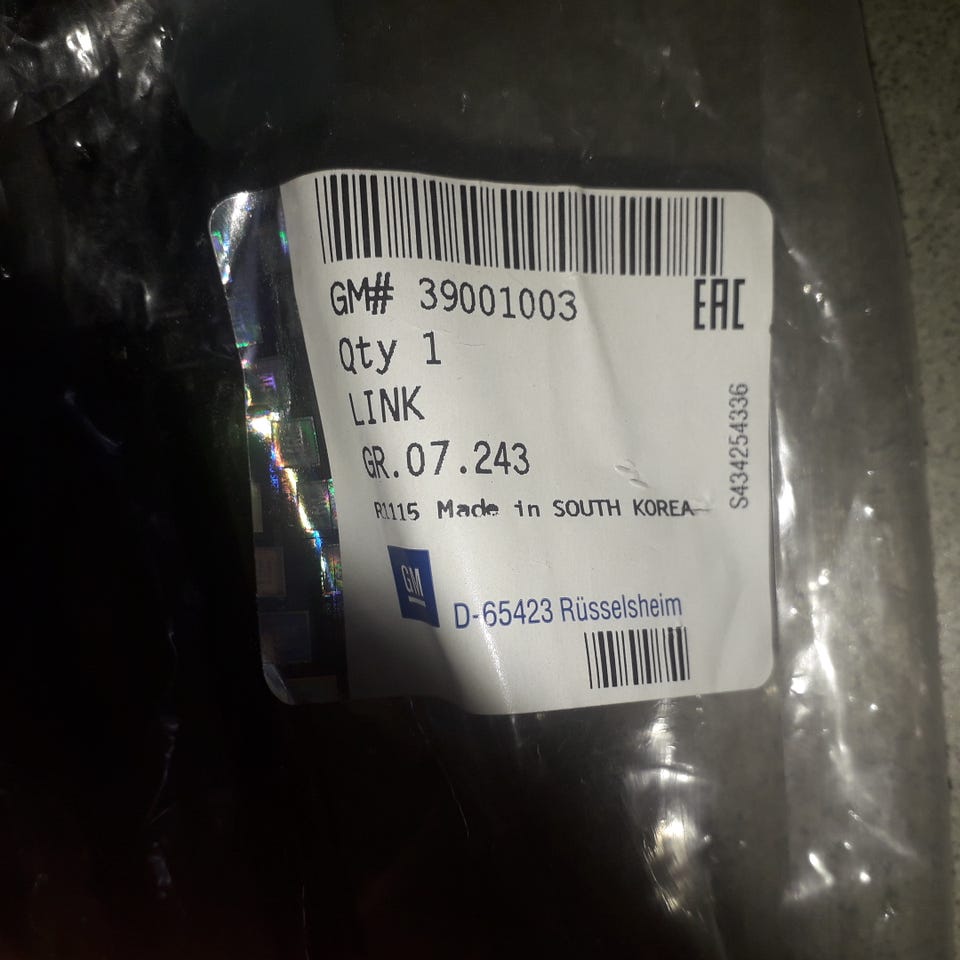 GM# 39001003
EAC
Qty 1
LINK
GR.07.243
R1115 Made in SOUTH KOREA
S434254336
GM
D-65423 Rüsselsheim